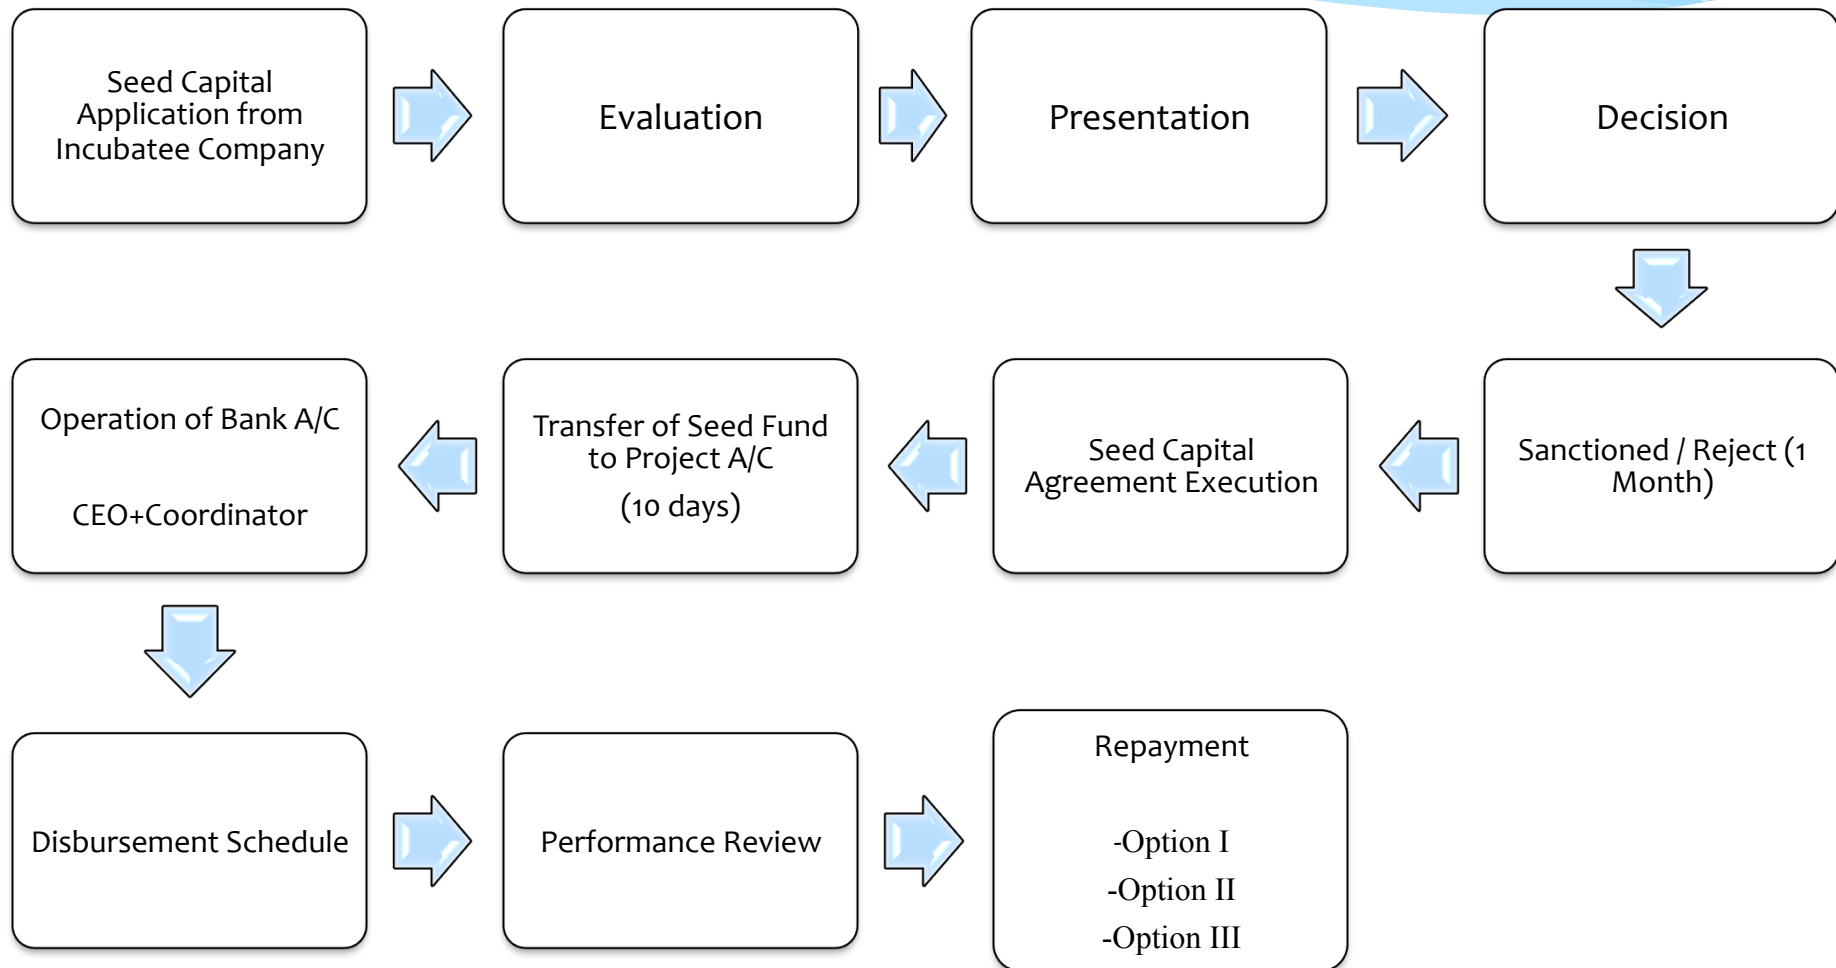 Seed Capital
Application from
Incubatee Company
Evaluation
Presentation
Decision
Sanctioned / Reject (1
Month)
Seed Capital
Agreement Execution
Transfer of Seed Fund
to Project A/C
(10 days)
Operation of Bank A/C
CEO+Coordinator
Disbursement Schedule
Performance Review
Repayment
-Option I
-Option II
-Option III